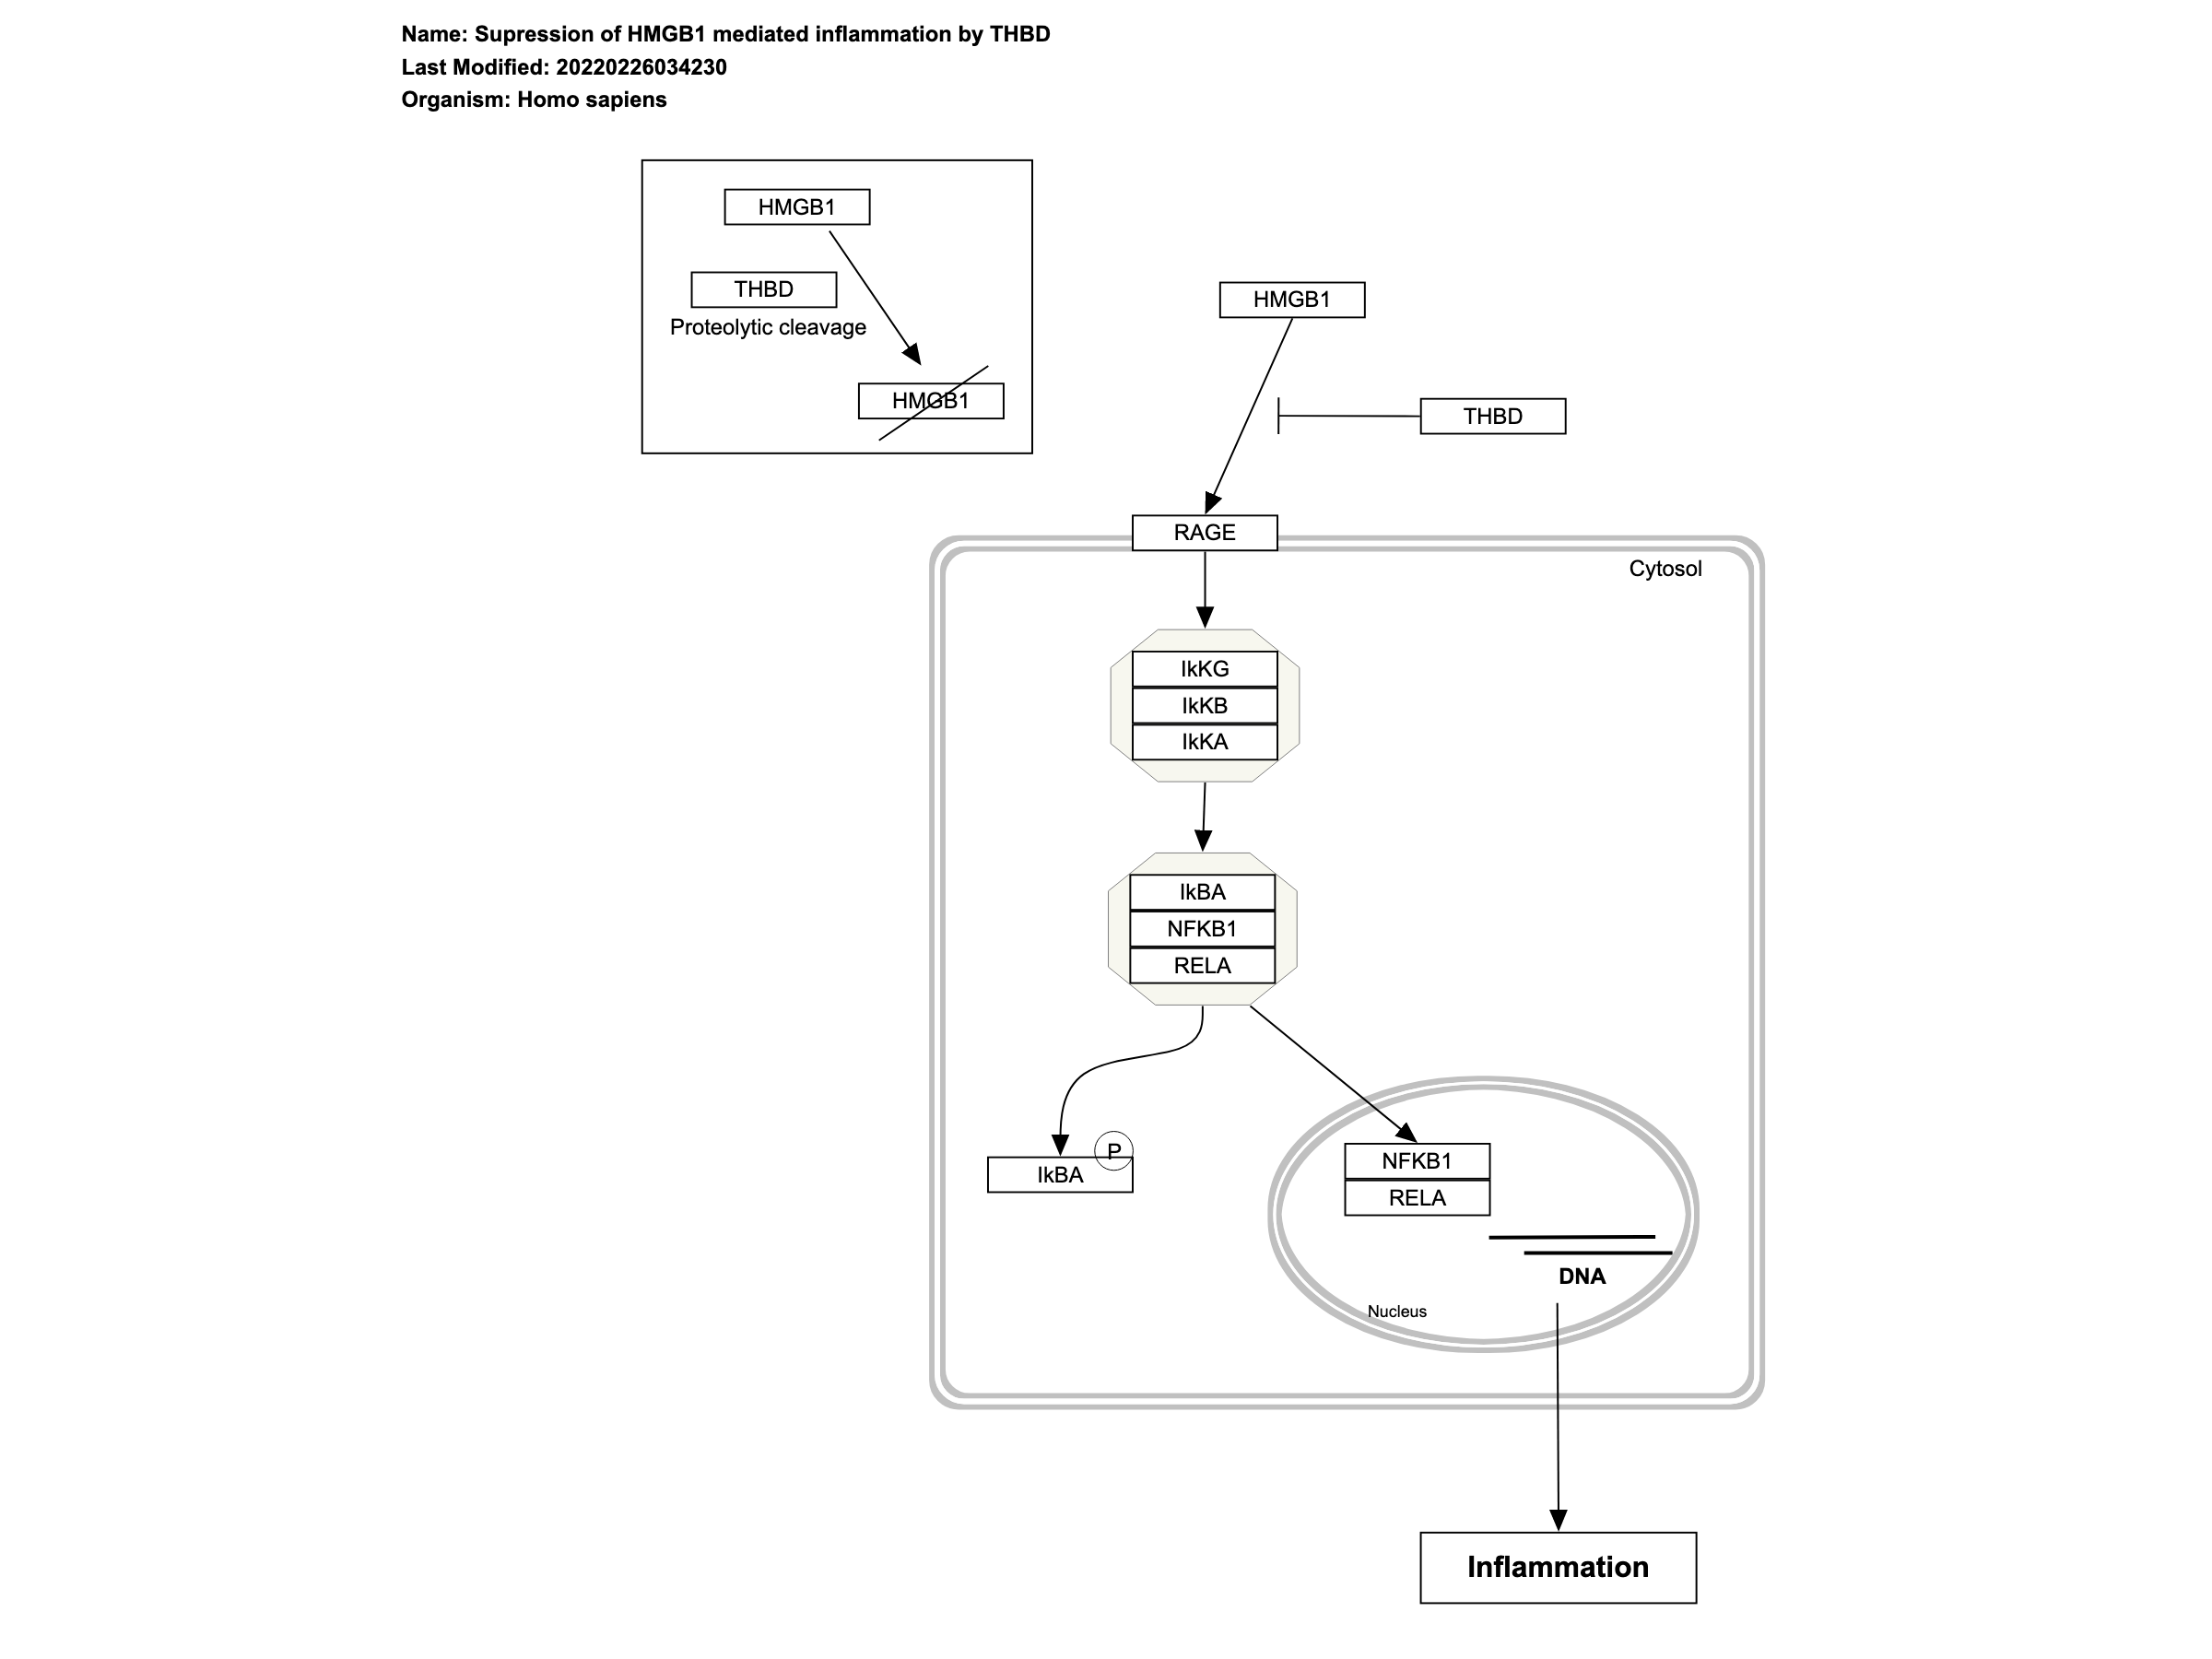 Name: Supression of HMGB1 mediated inflammation by THBD
Last Modified: 20220226034230
Organism: Homo sapiens
HMGB1
THBD
Proteolytic cleavage
HMGB1
HMGB1
THBD
RAGE
Cytosol
IkKG
IkKB
IkKA
IkBA
NFKB1
RELA
P
IkBA
NFKB1
RELA
DNA
Nucleus
Inflammation